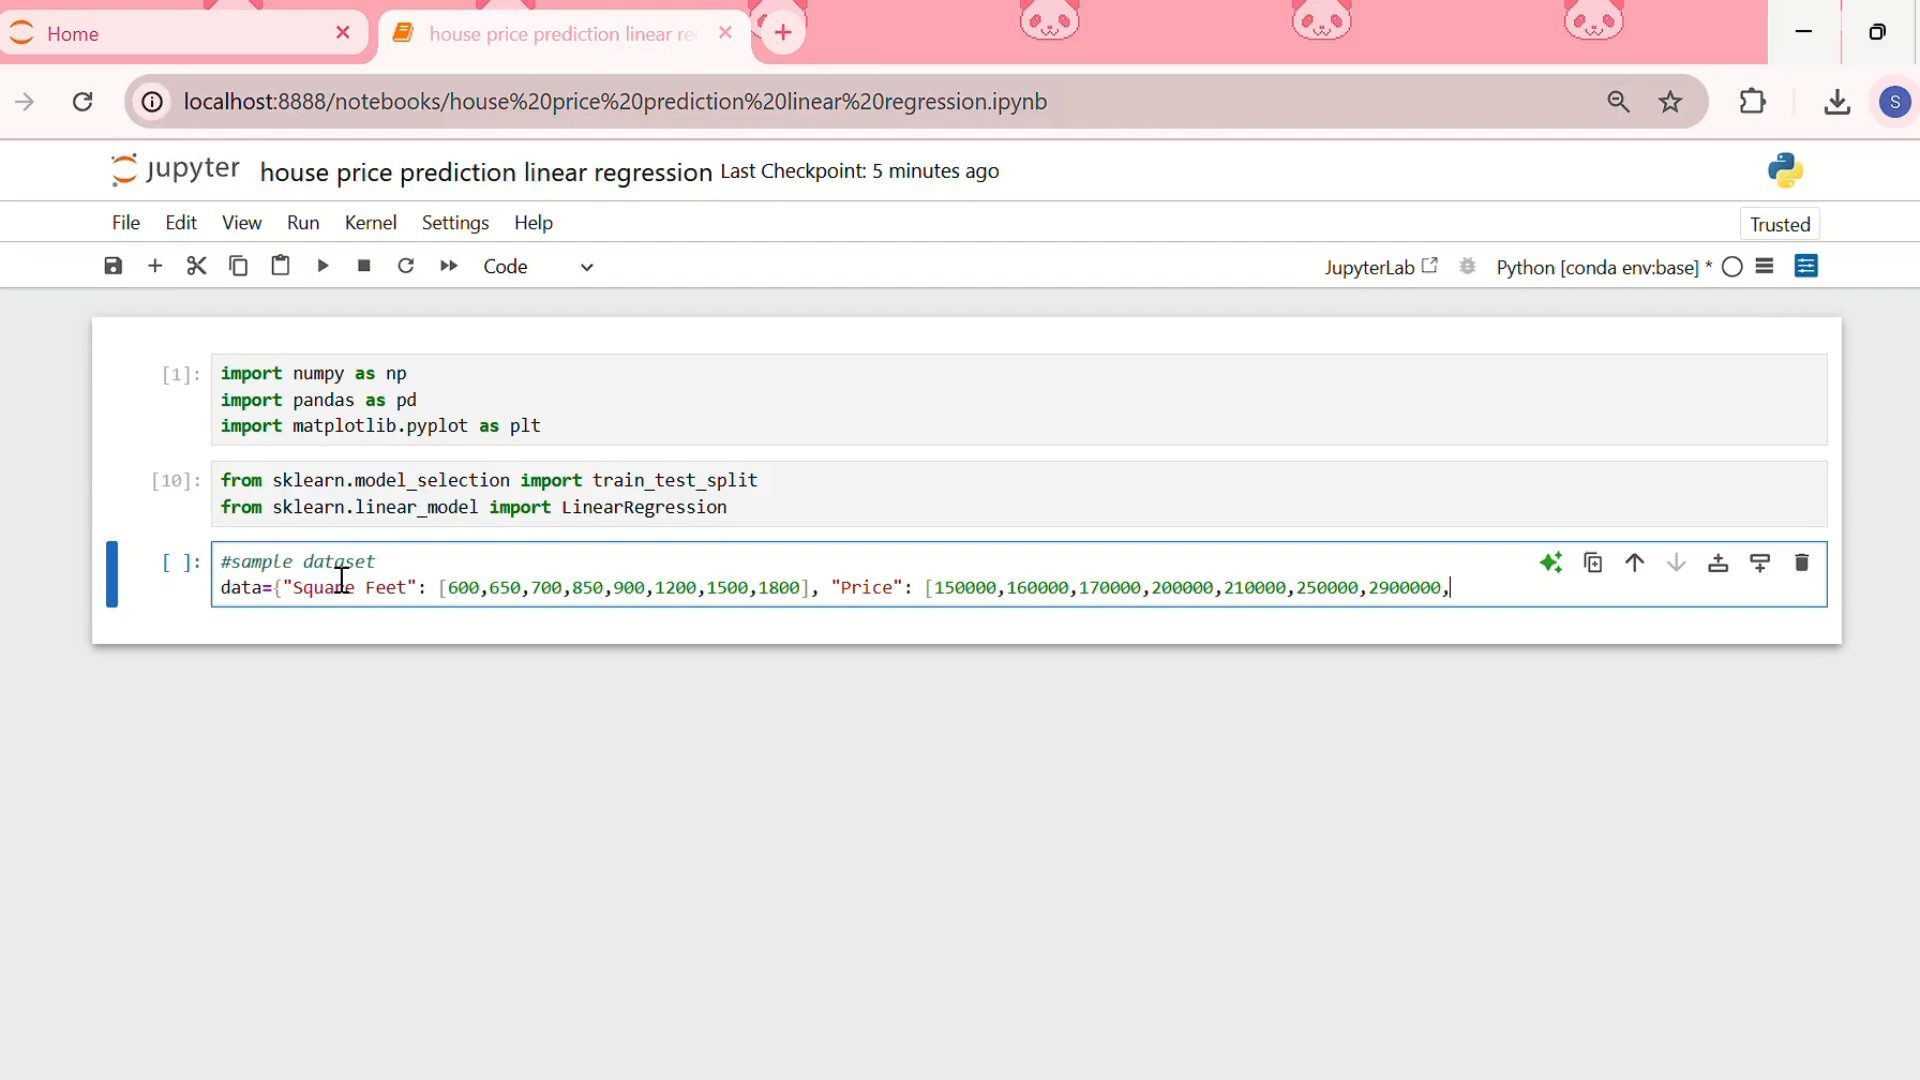 Home
house price prediction linear re
localhost:8888/notebooks/house%20price%20prediction%20linear%20regression.ipynb
S
jupyter house price prediction linear regression Last Checkpoint: 5 minutes ago
File Edit View Run Kernel Settings Help
Trusted
Code
JupyterLab Python [conda env:base] *
[1]: import numpy as np
import pandas as pd
import matplotlib.pyplot as plt
[10]: from sklearn.model_selection import train_test_split
from sklearn.linear_model import LinearRegression
[ ]: #sample dataset
data={"Square Feet": [600,650,700,850,900,1200,1500,1800], "Price": [150000,160000,170000,200000,210000,250000,2900000,